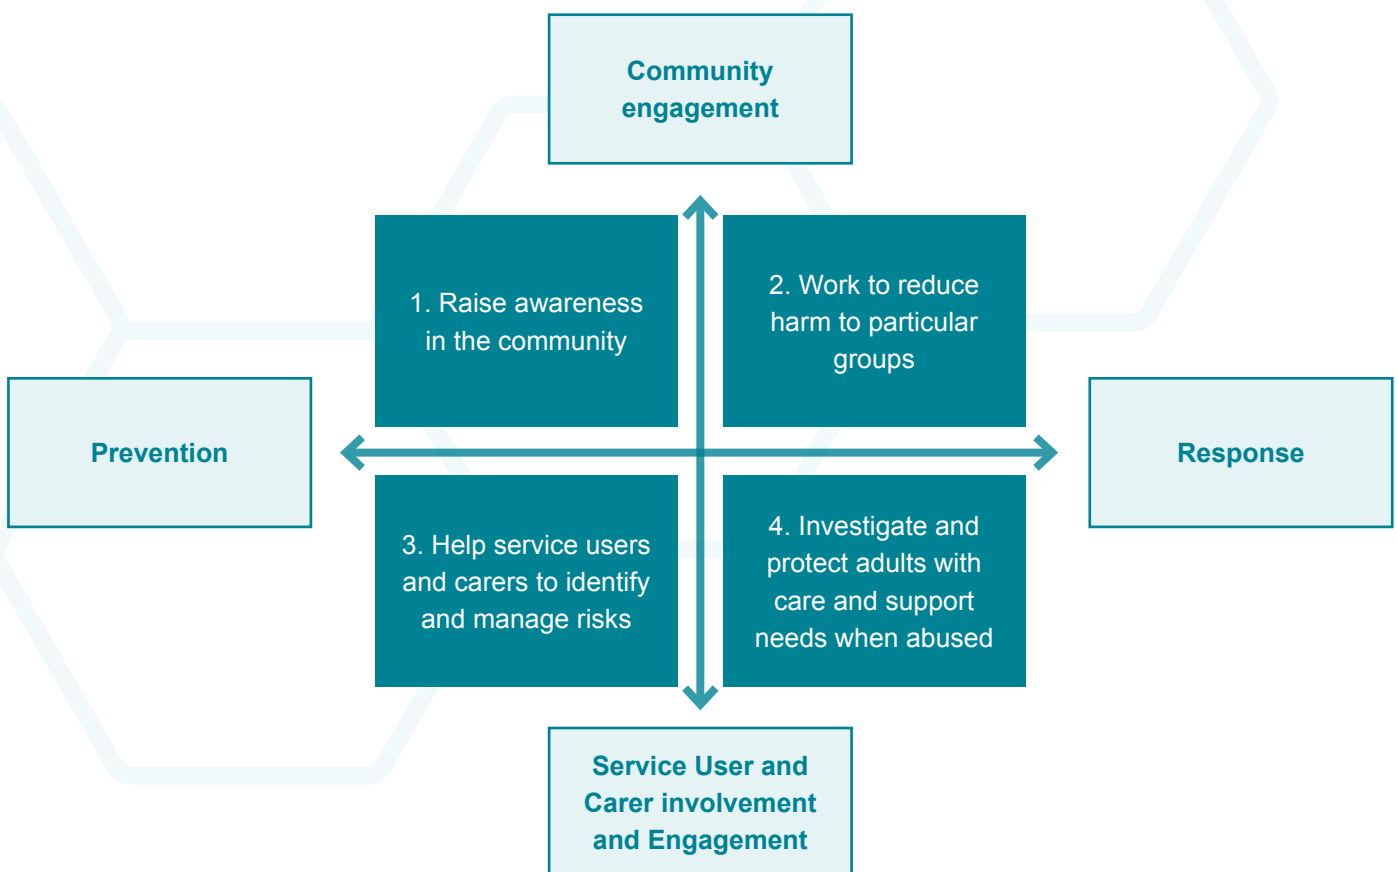 Community
engagement
1. Raise awareness
in the community
2. Work to reduce
harm to particular
groups
Prevention
Response
3. Help service users
and carers to identify
and manage risks
4. Investigate and
protect adults with
care and support
needs when abused
Service User and
Carer involvement
and Engagement